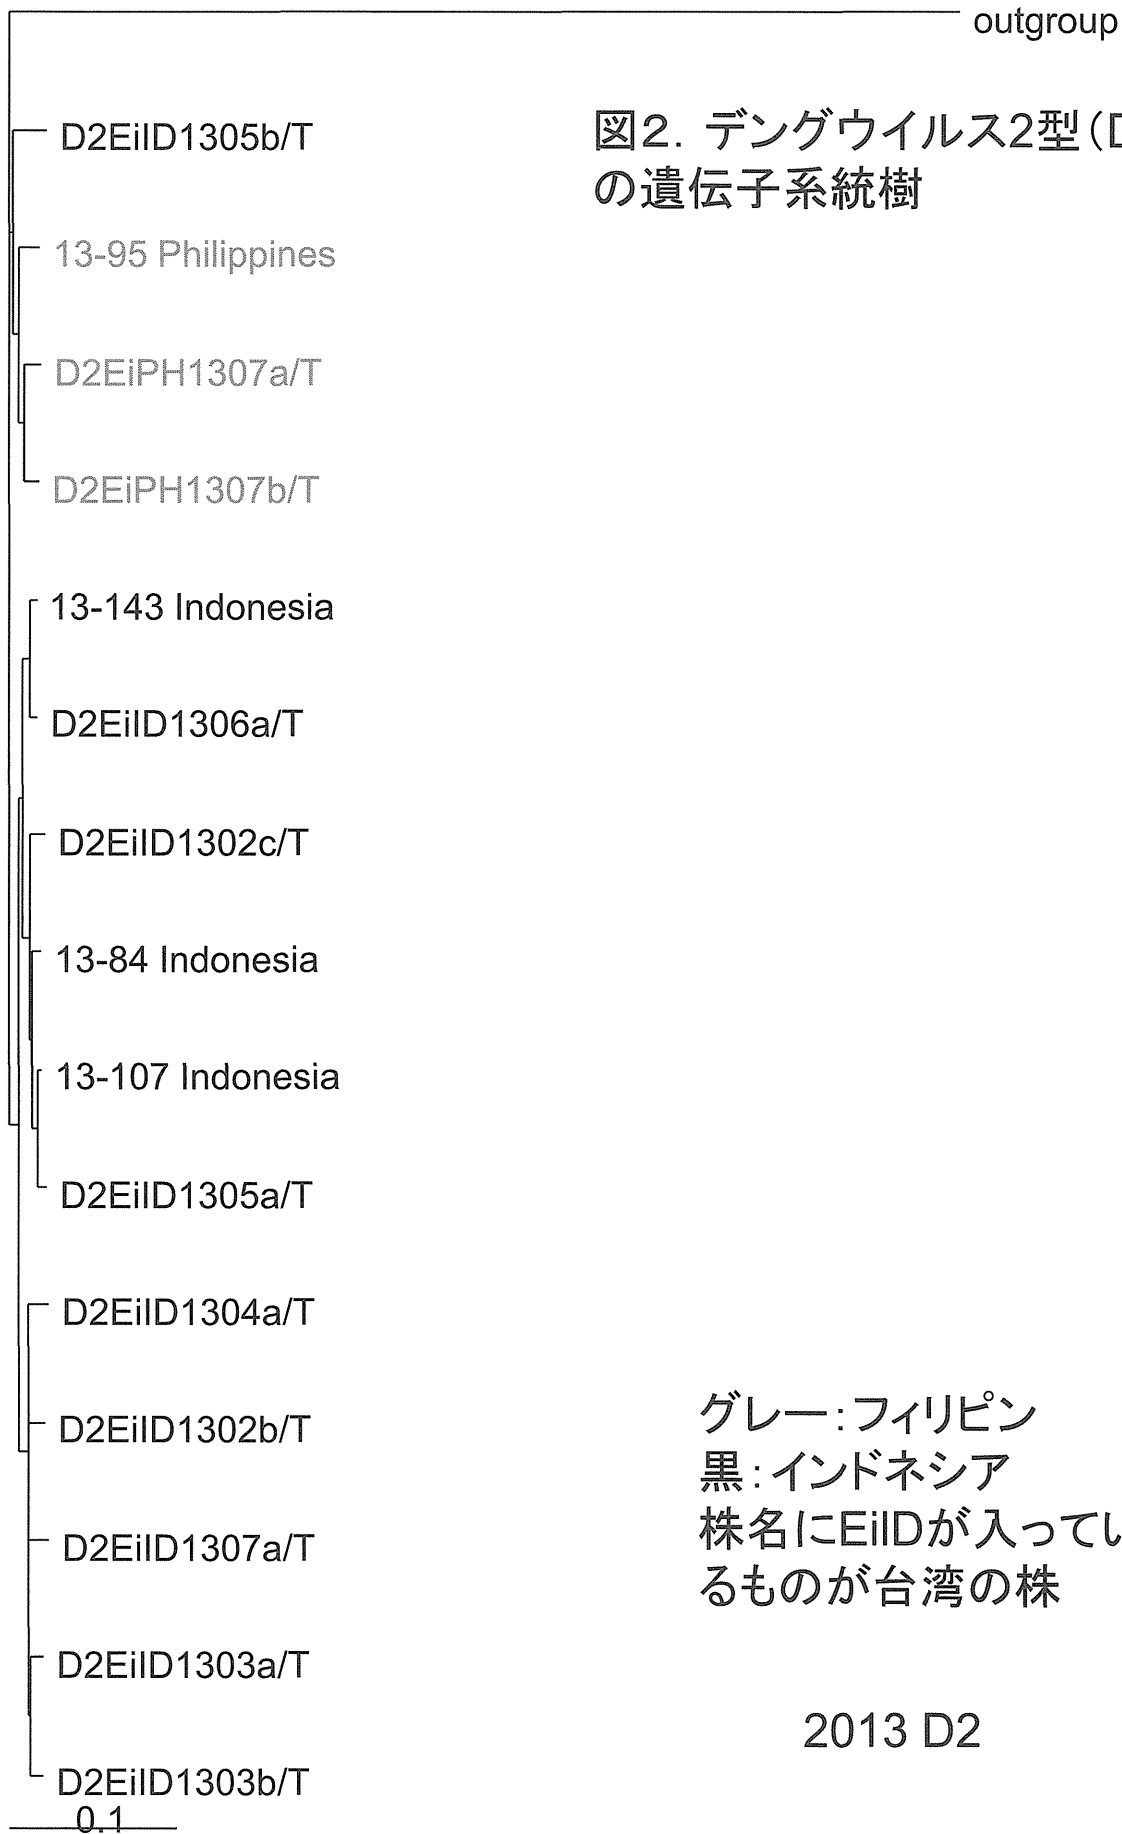 outgroup
図2. デングウイルス2型(D
の遺伝子系統樹
D2EiID1305b/T
13-95 Philippines
D2EiPH1307a/T
D2EiPH1307b/T
13-143 Indonesia
D2EiID1306a/T
D2EiID1302c/T
13-84 Indonesia
13-107 Indonesia
D2EiID1305a/T
D2EiID1304a/T
D2EiID1302b/T
D2EiID1307a/T
D2EiID1303a/T
D2EiID1303b/T
グレー:フィリピン
黒:インドネシア
株名にEiIDが入ってい
るものが台湾の株
2013 D2
0.1